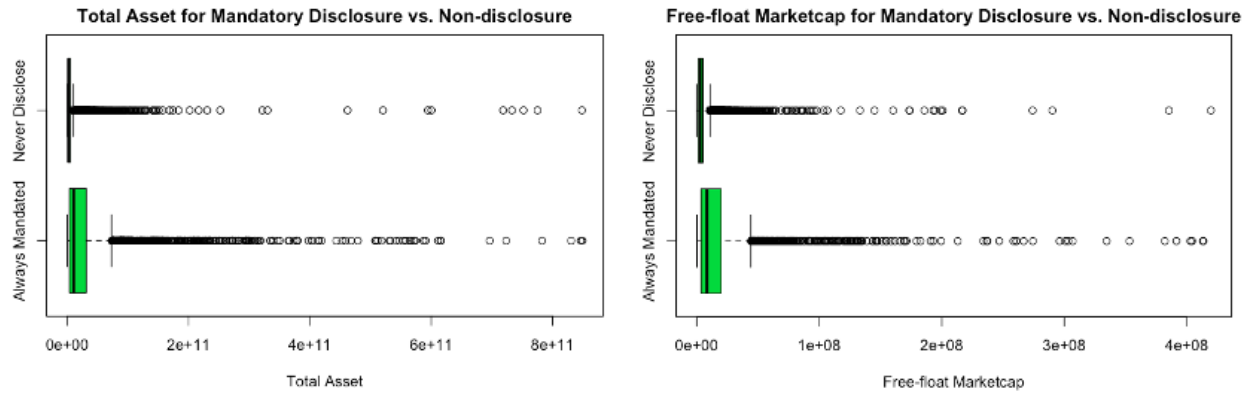 Total Asset for Mandatory Disclosure vs. Non-disclosure
Never Disclose
Always Mandated
0e+00 2e+11 4e+11 6e+11 8e+11
Total Asset
Free-float Marketcap for Mandatory Disclosure vs. Non-disclosure
Never Disclose
Always Mandated
0e+00 1e+08 2e+08 3e+08 4e+08
Free-float Marketcap